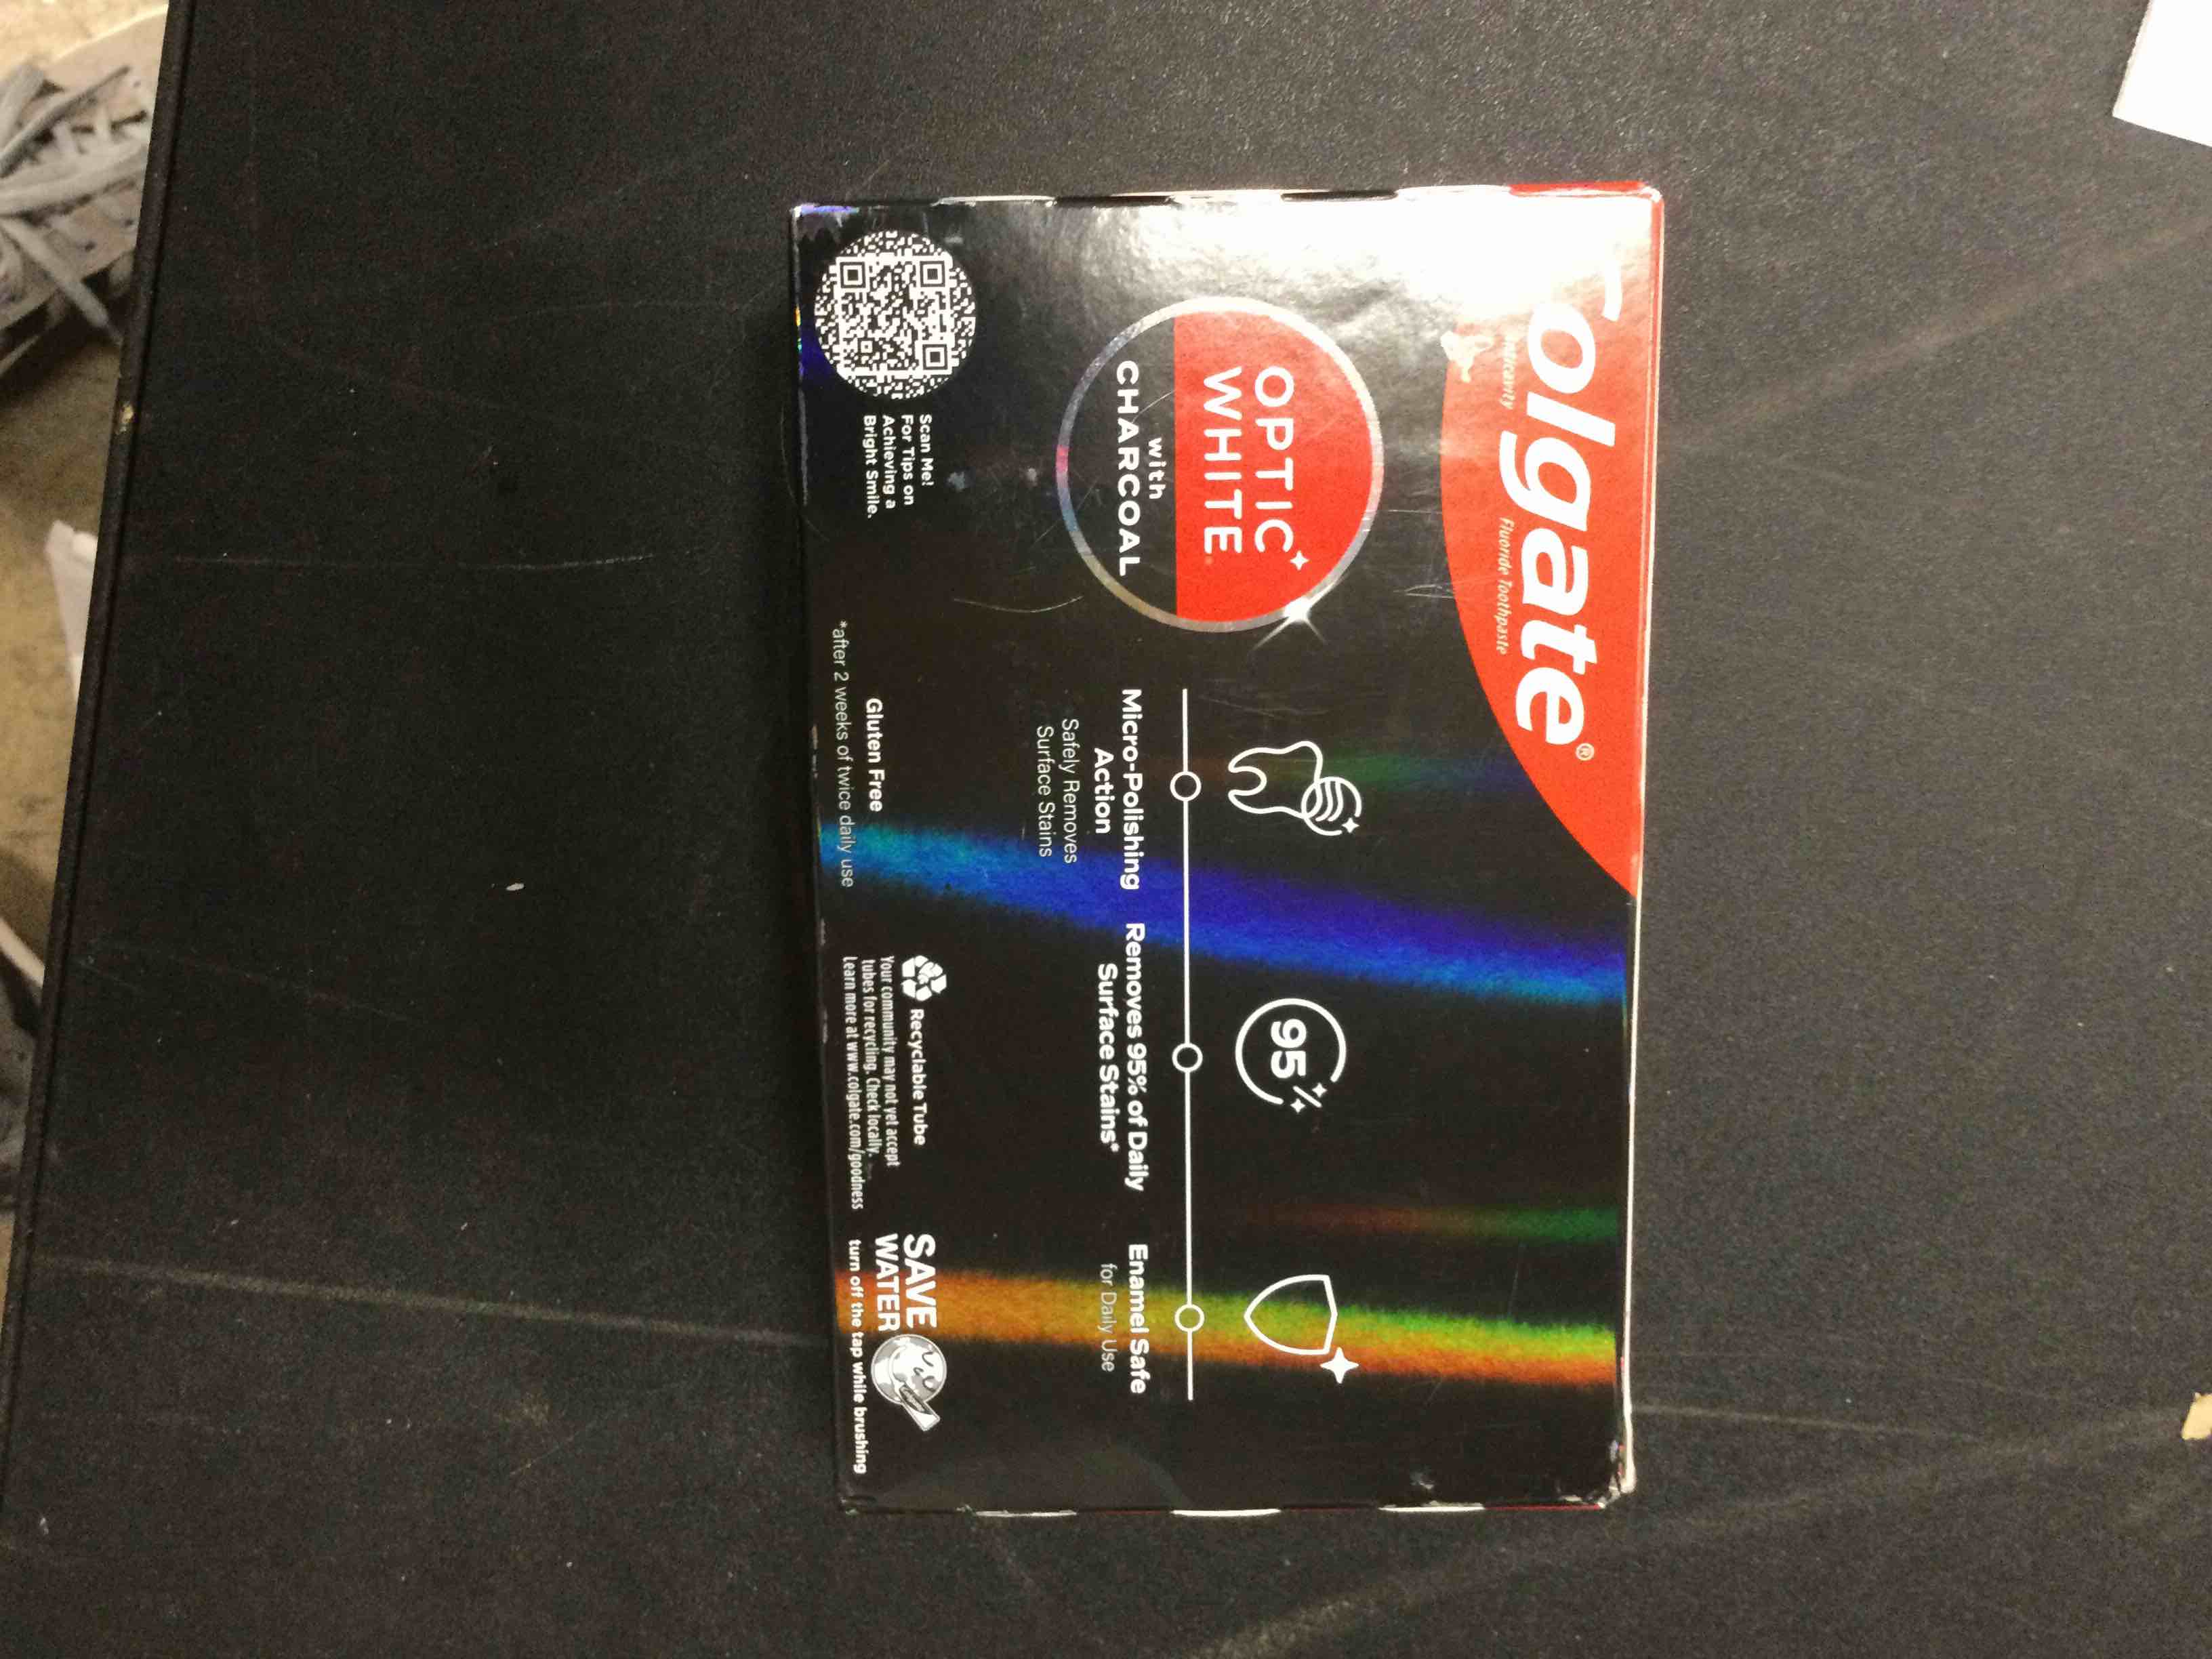 Colgate®
Anticavity Fluoride Toothpaste
OPTIC
WHITE®
with
CHARCOAL
95%
Micro-Polishing
Action
Safely Removes
Surface Stains
Removes 95% of Daily
Surface Stains*
Enamel Safe
for Daily Use
Scan Me!
For Tips on
Achieving a
Bright Smile.
Gluten Free
*after 2 weeks of twice daily use
Recyclable Tube
Your community may not yet accept
tubes for recycling. Check locally.
Learn more at www.colgate.com/goodness
SAVE
WATER
turn off the tap while brushing